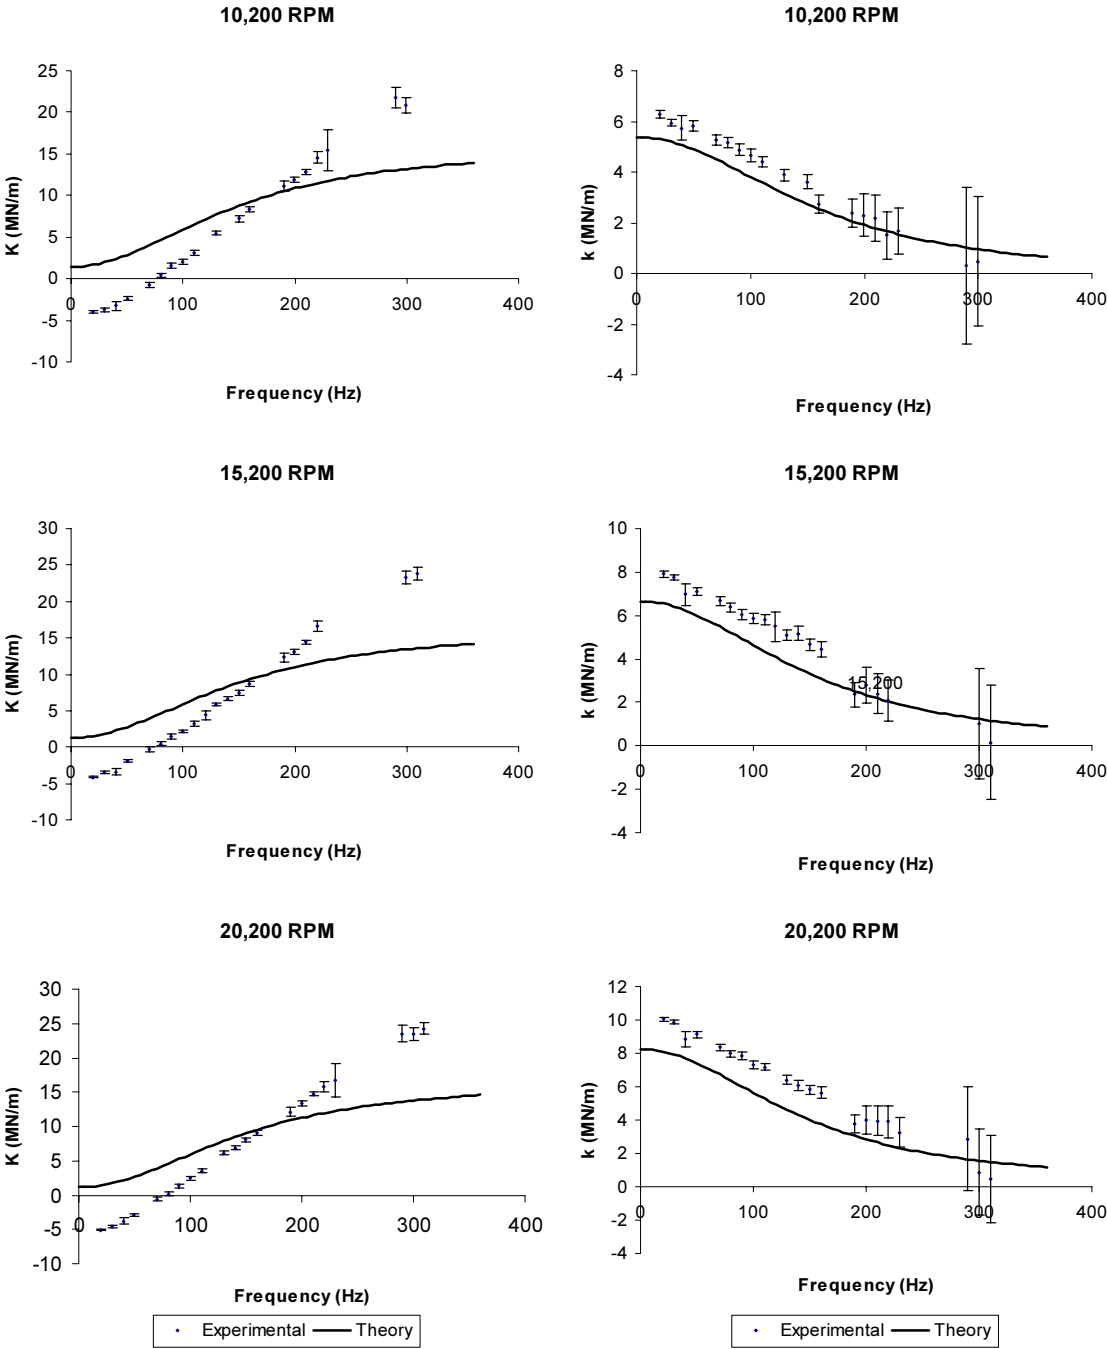 10,200 RPM
25
20
15
10
5
0
-5
-10
0 100 200 300 400
K (MN/m)
Frequency (Hz)
10,200 RPM
8
6
4
2
0
-2
-4
0 100 200 300 400
k (MN/m)
Frequency (Hz)
15,200 RPM
30
25
20
15
10
5
0
-5
-10
0 100 200 300 400
K (MN/m)
Frequency (Hz)
15,200 RPM
10
8
6
4
2
0
-2
-4
0 100 200 300 400
k (MN/m)
15,200
Frequency (Hz)
20,200 RPM
30
25
20
15
10
5
0
-5
-10
0 100 200 300 400
K (MN/m)
Frequency (Hz)
Experimental Theory
20,200 RPM
12
10
8
6
4
2
0
-2
-4
0 100 200 300 400
k (MN/m)
Frequency (Hz)
Experimental Theory